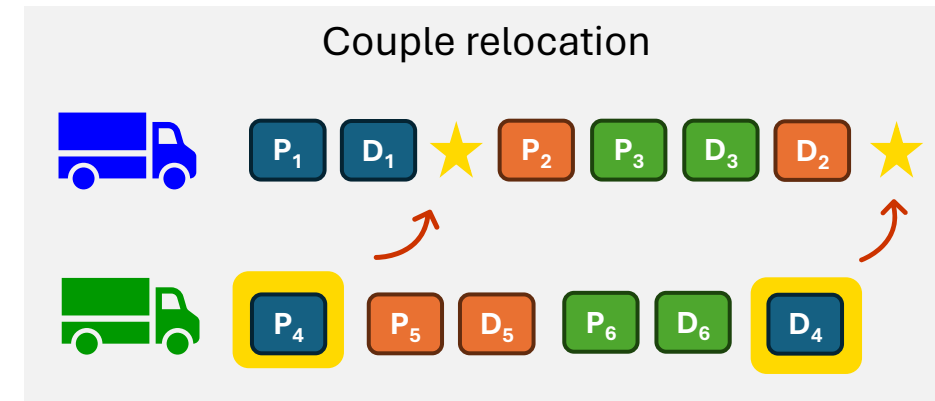 Couple relocation
P₁ D₁ P₂ P₃ D₃ D₂
P₄ P₅ D₅ P₆ D₆ D₄